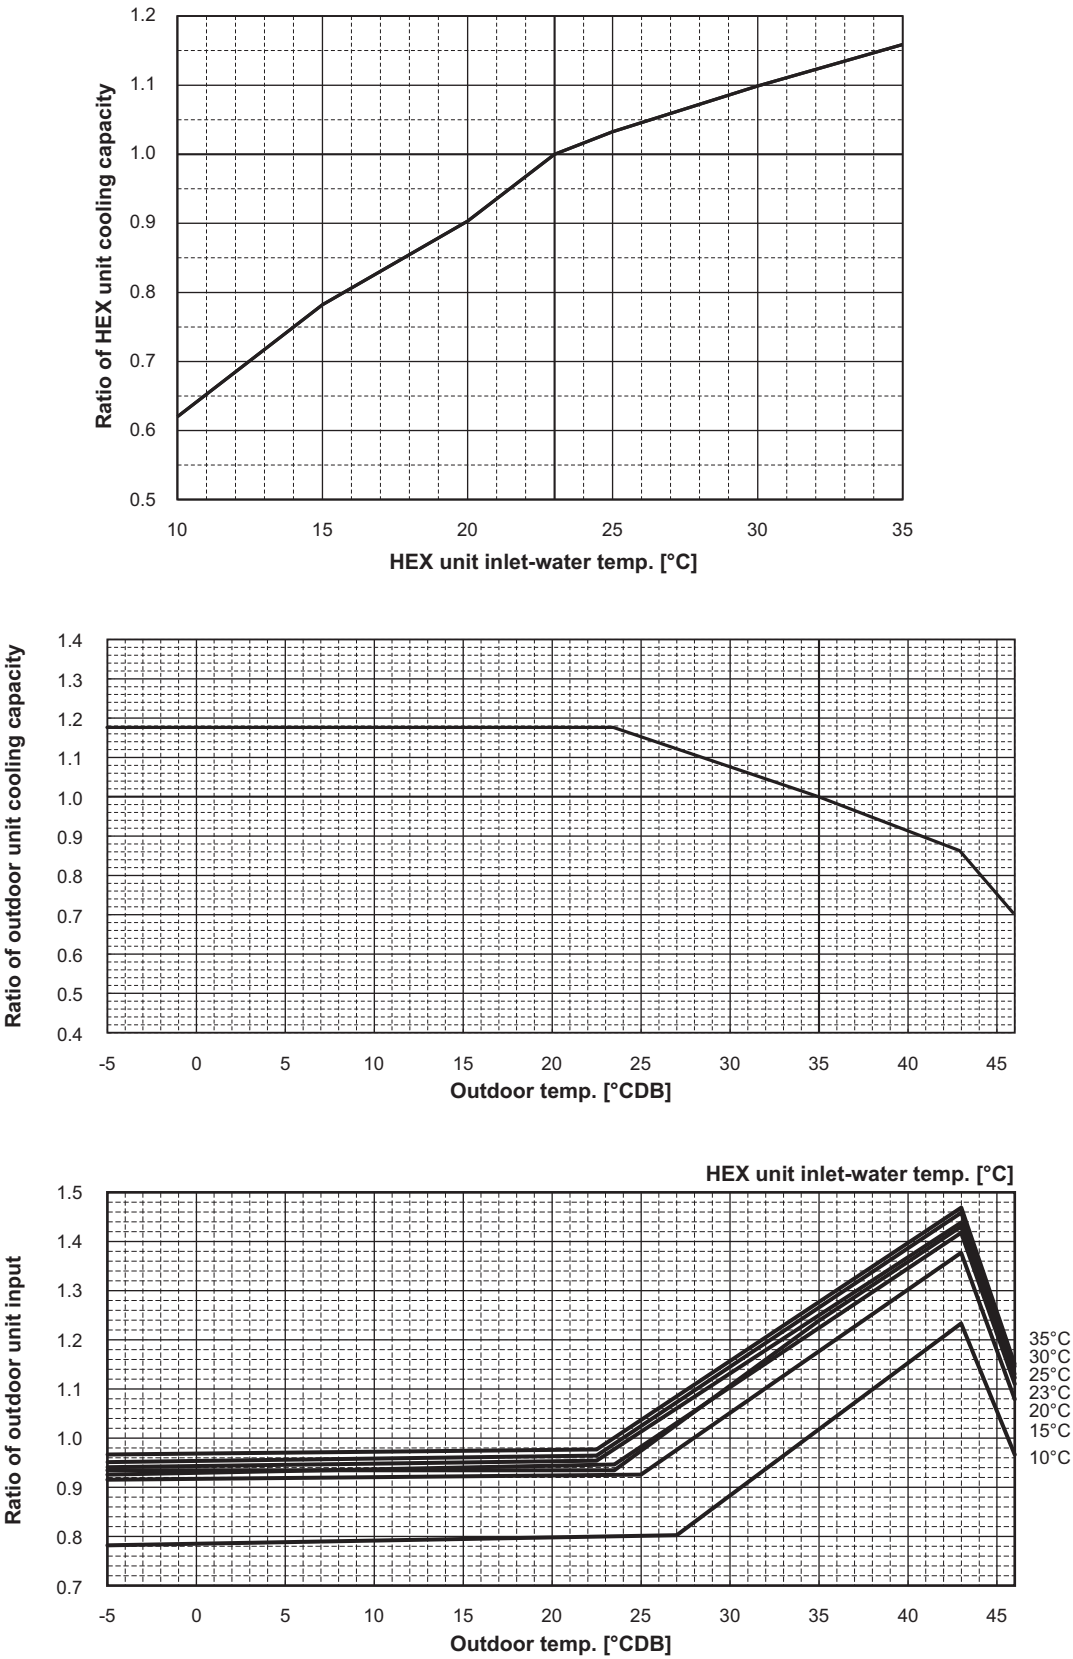 Ratio of HEX unit cooling capacity
1.2
1.1
1.0
0.9
0.8
0.7
0.6
0.5
10 15 20 25 30 35
HEX unit inlet-water temp. [°C]
Ratio of outdoor unit cooling capacity
1.4
1.3
1.2
1.1
1.0
0.9
0.8
0.7
0.6
0.5
0.4
-5 0 5 10 15 20 25 30 35 40 45
Outdoor temp. [°CDB]
HEX unit inlet-water temp. [°C]
Ratio of outdoor unit input
1.5
1.4
1.3
1.2
1.1
1.0
0.9
0.8
0.7
35°C
30°C
25°C
23°C
20°C
15°C
10°C
-5 0 5 10 15 20 25 30 35 40 45
Outdoor temp. [°CDB]